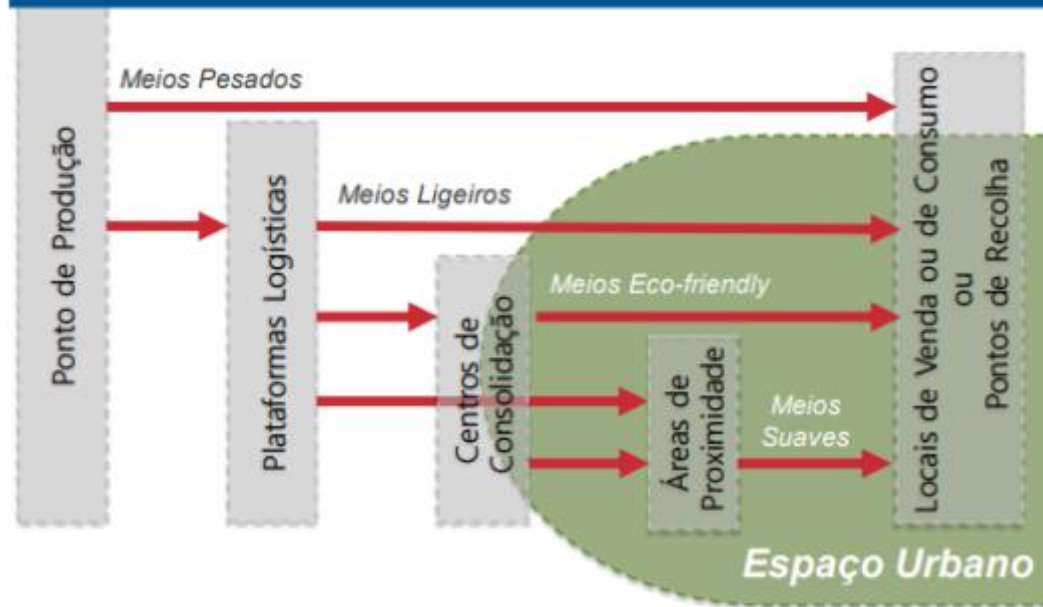 Meios Pesados
Ponto de Produção
Plataformas Logísticas
Meios Ligeiros
Centros de
Consolidação
Meios Eco-friendly
Áreas de
Proximidade
Meios
Suaves
Locais de Venda ou de Consumo
ou
Pontos de Recolha
Espaço Urbano